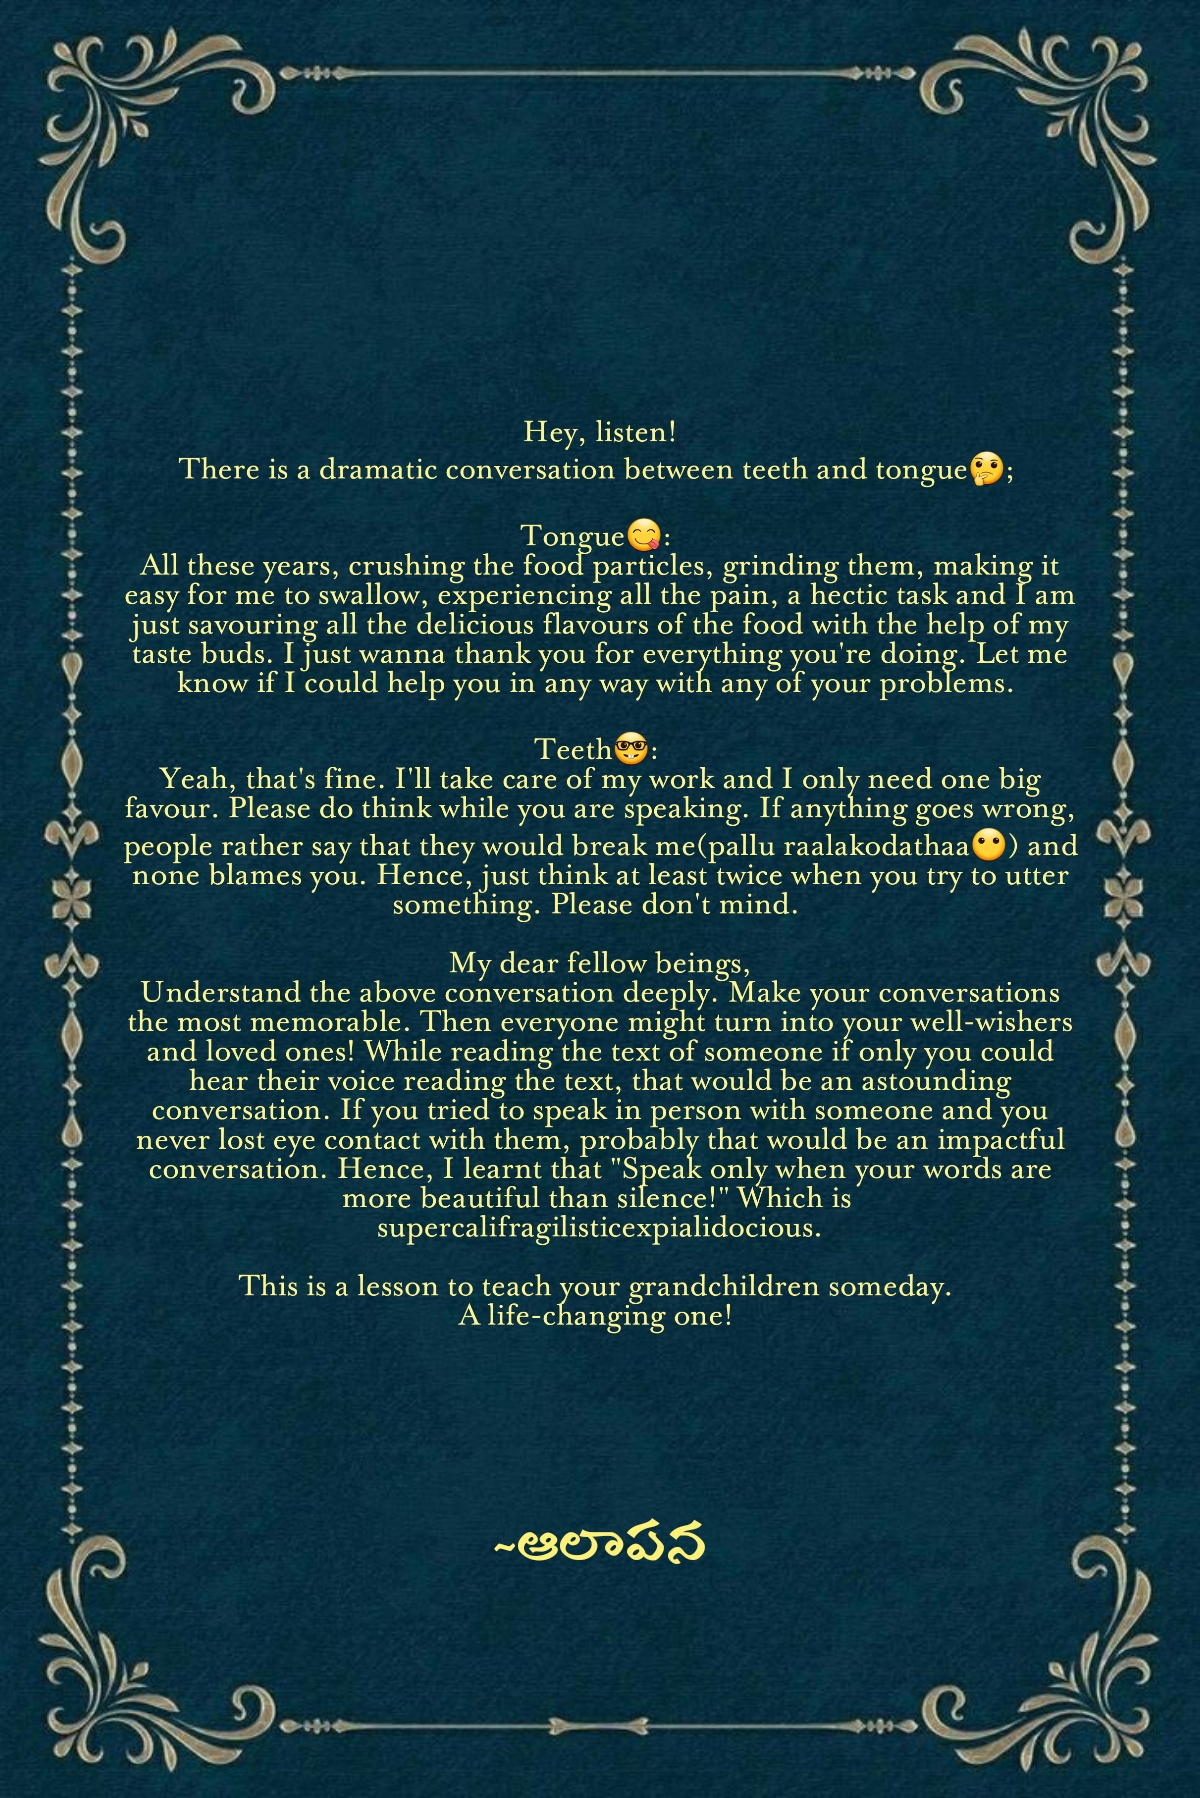 Hey, listen!
There is a dramatic conversation between teeth and tongue🤔;
Tongue😋:
All these years, crushing the food particles, grinding them, making it
easy for me to swallow, experiencing all the pain, a hectic task and I am
just savouring all the delicious flavours of the food with the help of my
taste buds. I just wanna thank you for everything you're doing. Let me
know if I could help you in any way with any of your problems.
Teeth🤓:
Yeah, that's fine. I'll take care of my work and I only need one big
favour. Please do think while you are speaking. If anything goes wrong,
people rather say that they would break me(pallu raalakodathaa😶) and
none blames you. Hence, just think at least twice when you try to utter
something. Please don't mind.
My dear fellow beings,
Understand the above conversation deeply. Make your conversations
the most memorable. Then everyone might turn into your well-wishers
and loved ones! While reading the text of someone if only you could
hear their voice reading the text, that would be an astounding
conversation. If you tried to speak in person with someone and you
never lost eye contact with them, probably that would be an impactful
conversation. Hence, I learnt that "Speak only when your words are
more beautiful than silence!" Which is
supercalifragilisticexpialidocious.
This is a lesson to teach your grandchildren someday.
A life-changing one!
~ఆలాపన